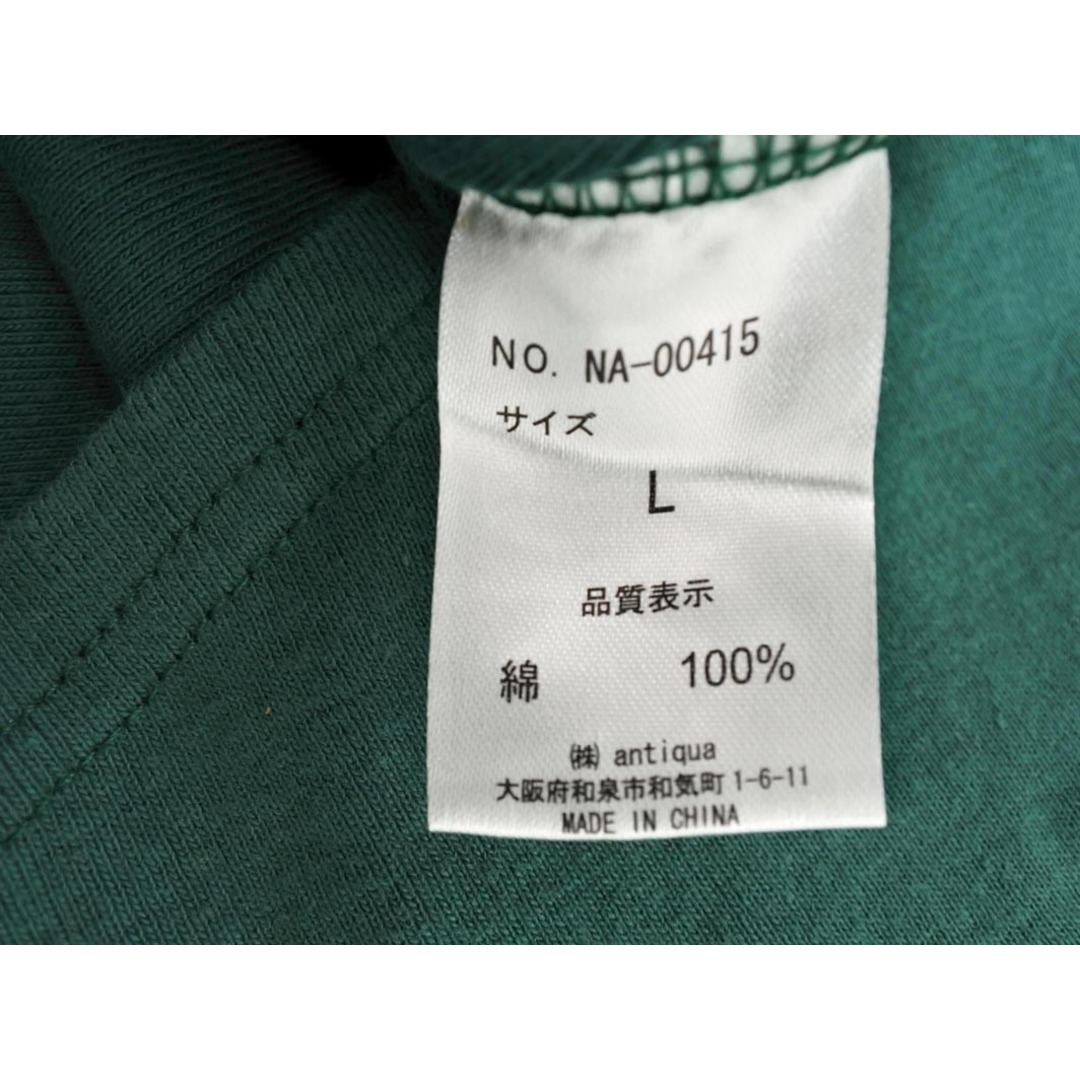 NO. NA-00415
サイズ
L
品質表示
綿 100%
㈱ antiqua
大阪府和泉市和気町1-6-11
MADE IN CHINA